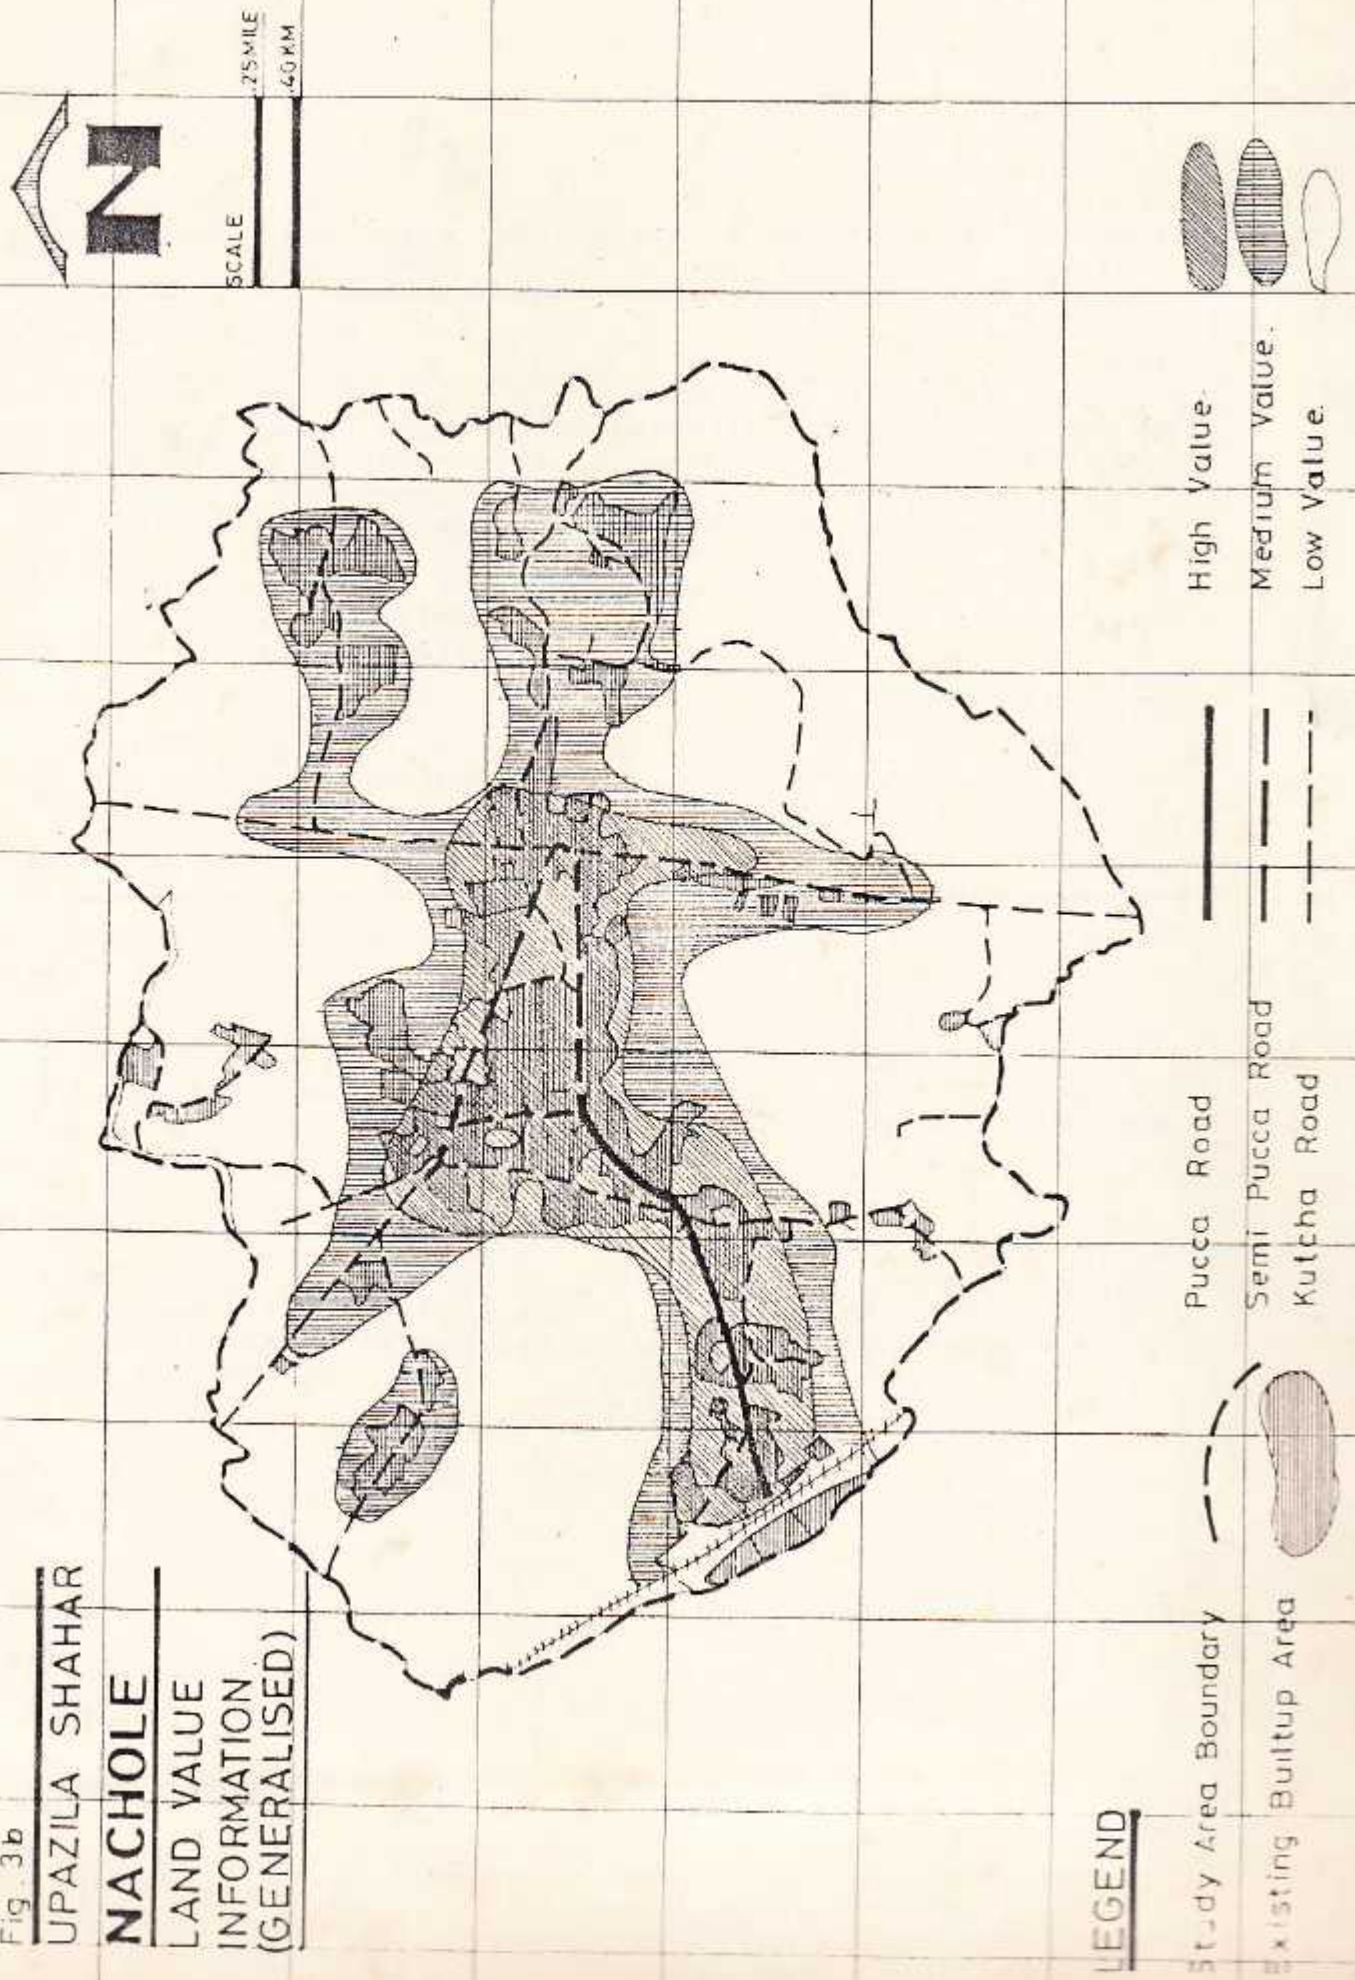 Fig. 3b
UPAZILA SHAHAR
NACHOLE
LAND VALUE
INFORMATION
(GENERALISED)
N
SCALE
.25 MILE
.40 KM
LEGEND
Study Area Boundary
Existing Builtup Area
Pucca Road
Semi Pucca Road
Kutcha Road
High Value.
Medium Value.
Low Value.